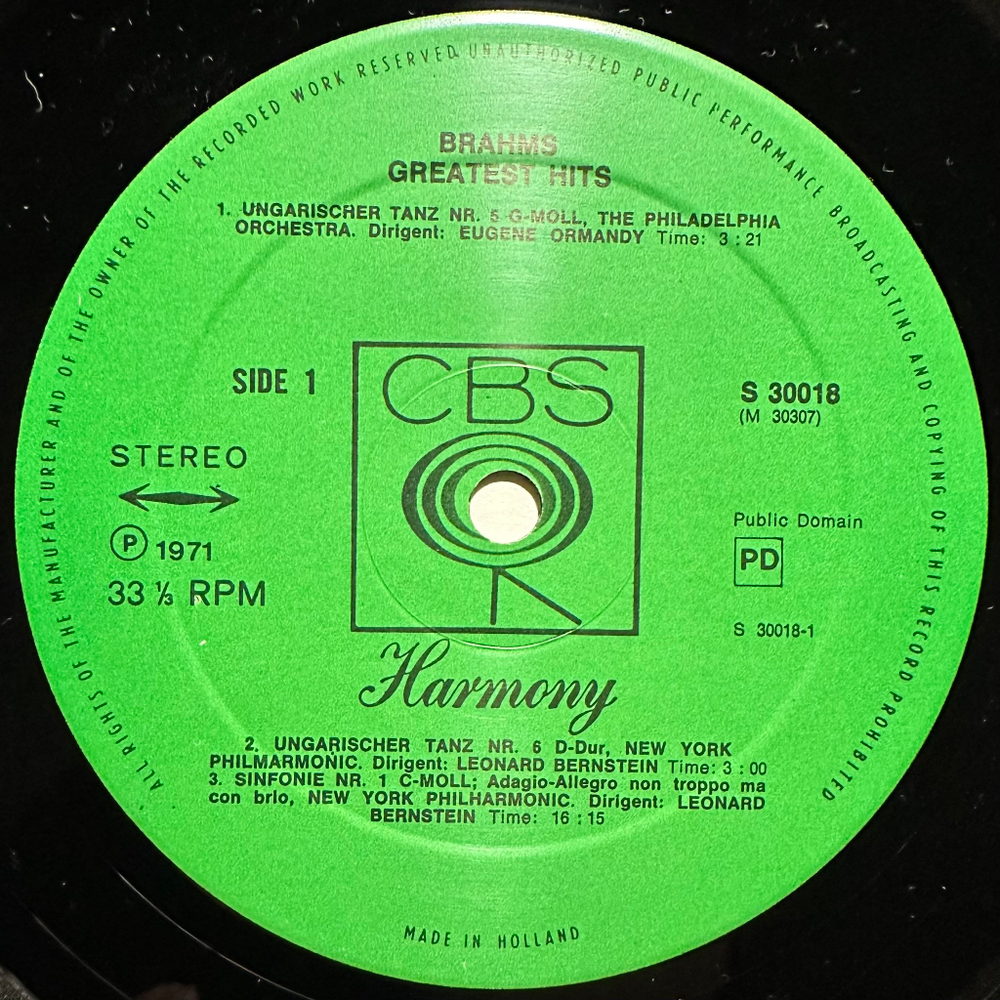 ALL RIGHTS OF THE MANUFACTURER AND OF THE OWNER OF THE RECORDED WORK RESERVED UNAUTHORIZED PUBLIC PERFORMANCE BROADCASTING AND COPYING OF THIS RECORD PROHIBITED
BRAHMS
GREATEST HITS
1. UNGARISCHER TANZ NR. 5 G-MOLL, THE PHILADELPHIA
ORCHESTRA. Dirigent: EUGENE ORMANDY Time: 3 : 21
CBS
SIDE 1
S 30018
(M 30307)
STEREO
P 1971
33 ⅓ RPM
Public Domain
PD
S 30018-1
Harmony
2. UNGARISCHER TANZ NR. 6 D-Dur, NEW YORK
PHILMARMONIC. Dirigent: LEONARD BERNSTEIN Time: 3 : 00
3. SINFONIE NR. 1 C-MOLL; Adagio-Allegro non troppo ma
con brio, NEW YORK PHILHARMONIC. Dirigent: LEONARD
BERNSTEIN Time: 16 : 15
MADE IN HOLLAND